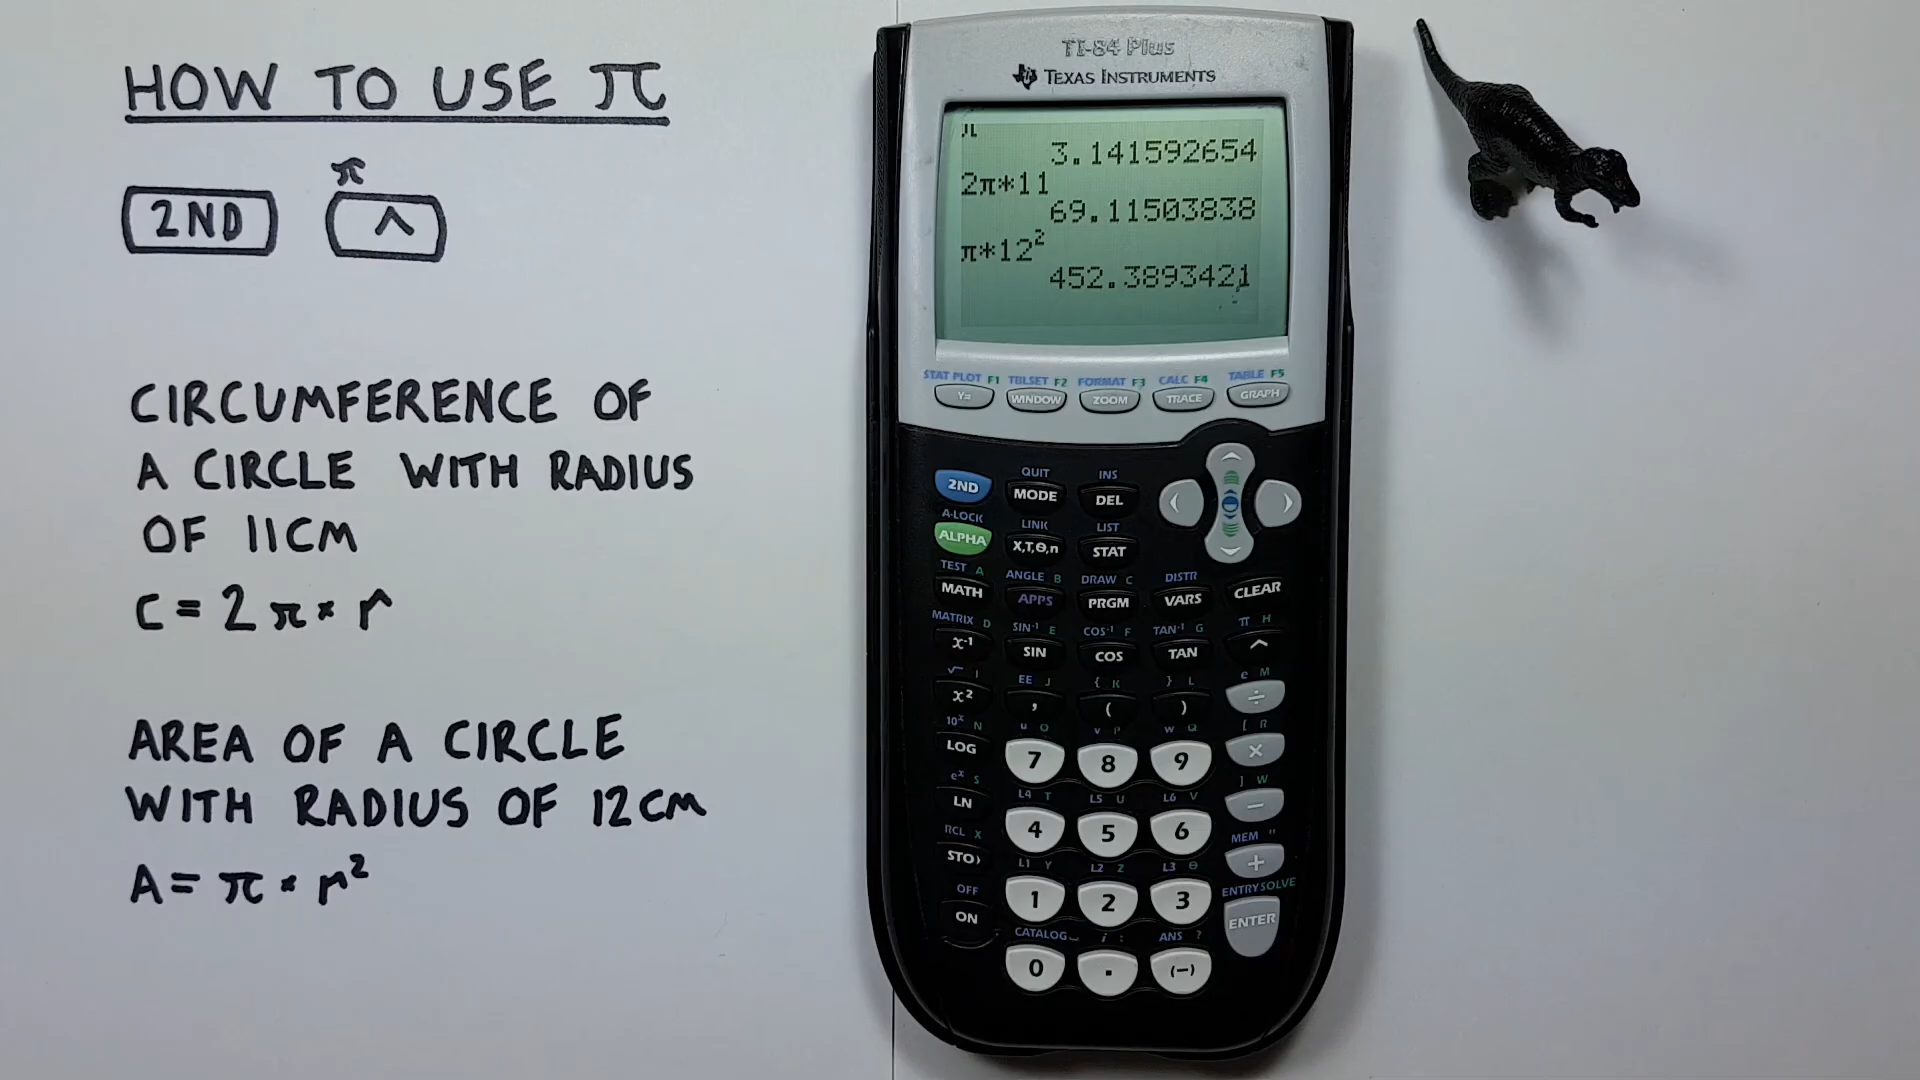 HOW TO USE π
π
2ND ^
CIRCUMFERENCE OF
A CIRCLE WITH RADIUS
OF 11CM
C = 2π * r
AREA OF A CIRCLE
WITH RADIUS OF 12CM
A = π * r²
TI-84 Plus
TEXAS INSTRUMENTS
π
3.141592654
2π*11
69.11503838
π*12²
452.3893421
STAT PLOT F1 TBLSET F2 FORMAT F3 CALC F4 TABLE F5
Y= WINDOW ZOOM TRACE GRAPH
QUIT INS
2ND MODE DEL
A-LOCK LINK LIST
ALPHA X,T,θ,n STAT
TEST A ANGLE B DRAW C DISTR
MATH APPS PRGM VARS CLEAR
MATRIX D SIN⁻¹ E COS⁻¹ F TAN⁻¹ G π H
x⁻¹ SIN COS TAN ^
√ I EE J { K } L e M
x² , ( ) ÷
10ˣ N u O v P w Q [ R
LOG 7 8 9 ×
eˣ S L4 T L5 U L6 V ] W
LN 4 5 6 −
RCL X L1 Y L2 Z L3 θ MEM "
STO› 1 2 3 +
OFF CATALOG i : ANS ? ENTRY SOLVE
ON 0 . (−) ENTER